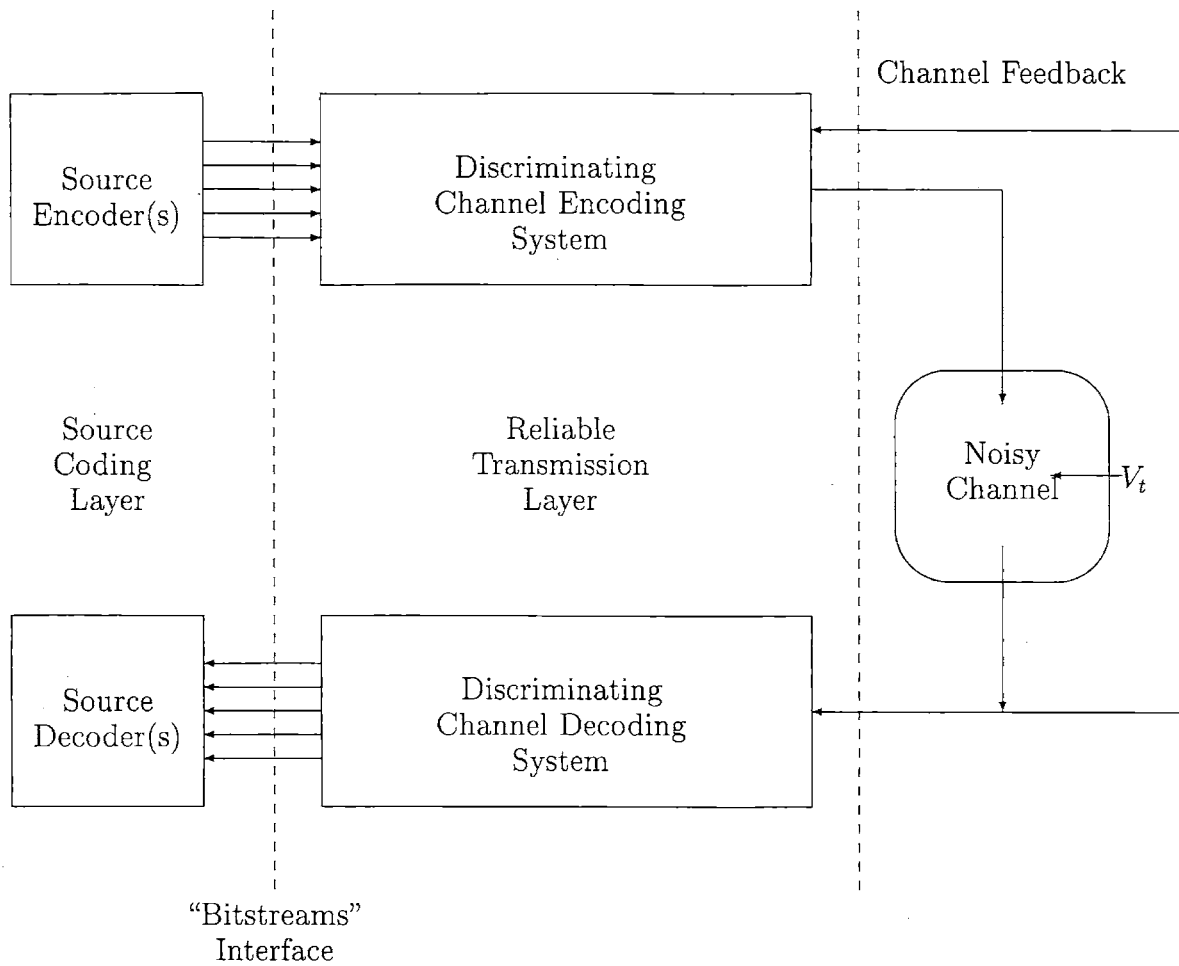 Channel Feedback
Source
Encoder(s)
Discriminating
Channel Encoding
System
Source
Coding
Layer
Reliable
Transmission
Layer
Noisy
Channel
V_t
Source
Decoder(s)
Discriminating
Channel Decoding
System
“Bitstreams”
Interface